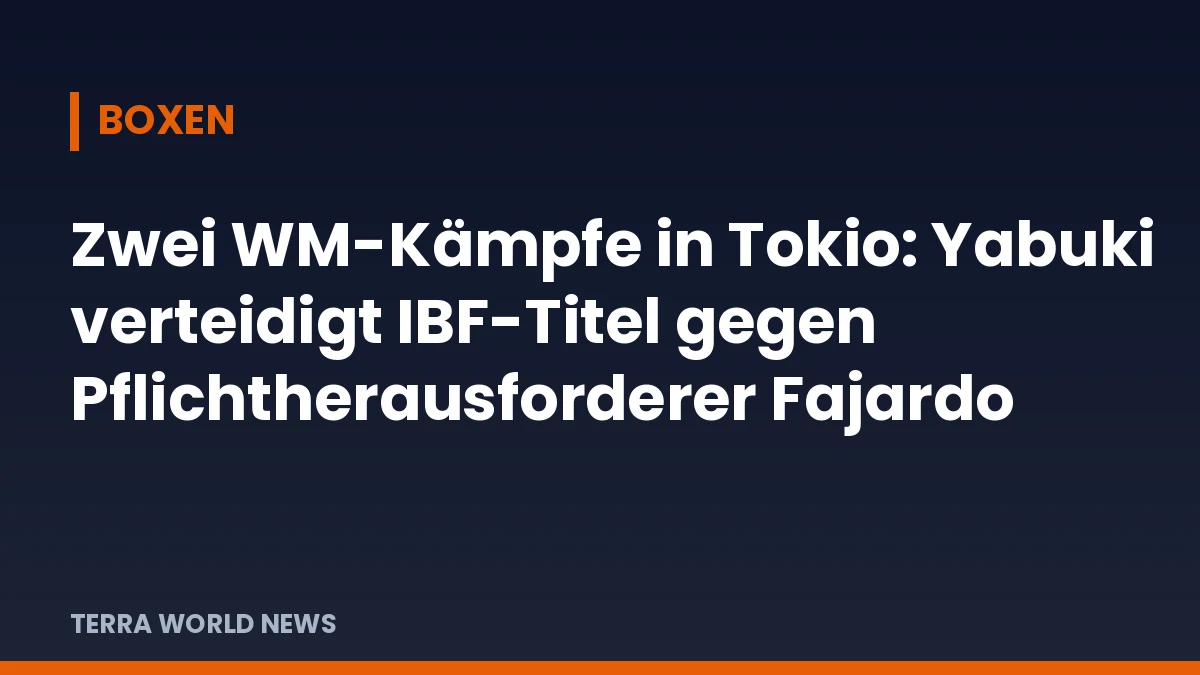 BOXEN
Zwei WM-Kämpfe in Tokio: Yabuki
verteidigt IBF-Titel gegen
Pflichtherausforderer Fajardo
TERRA WORLD NEWS